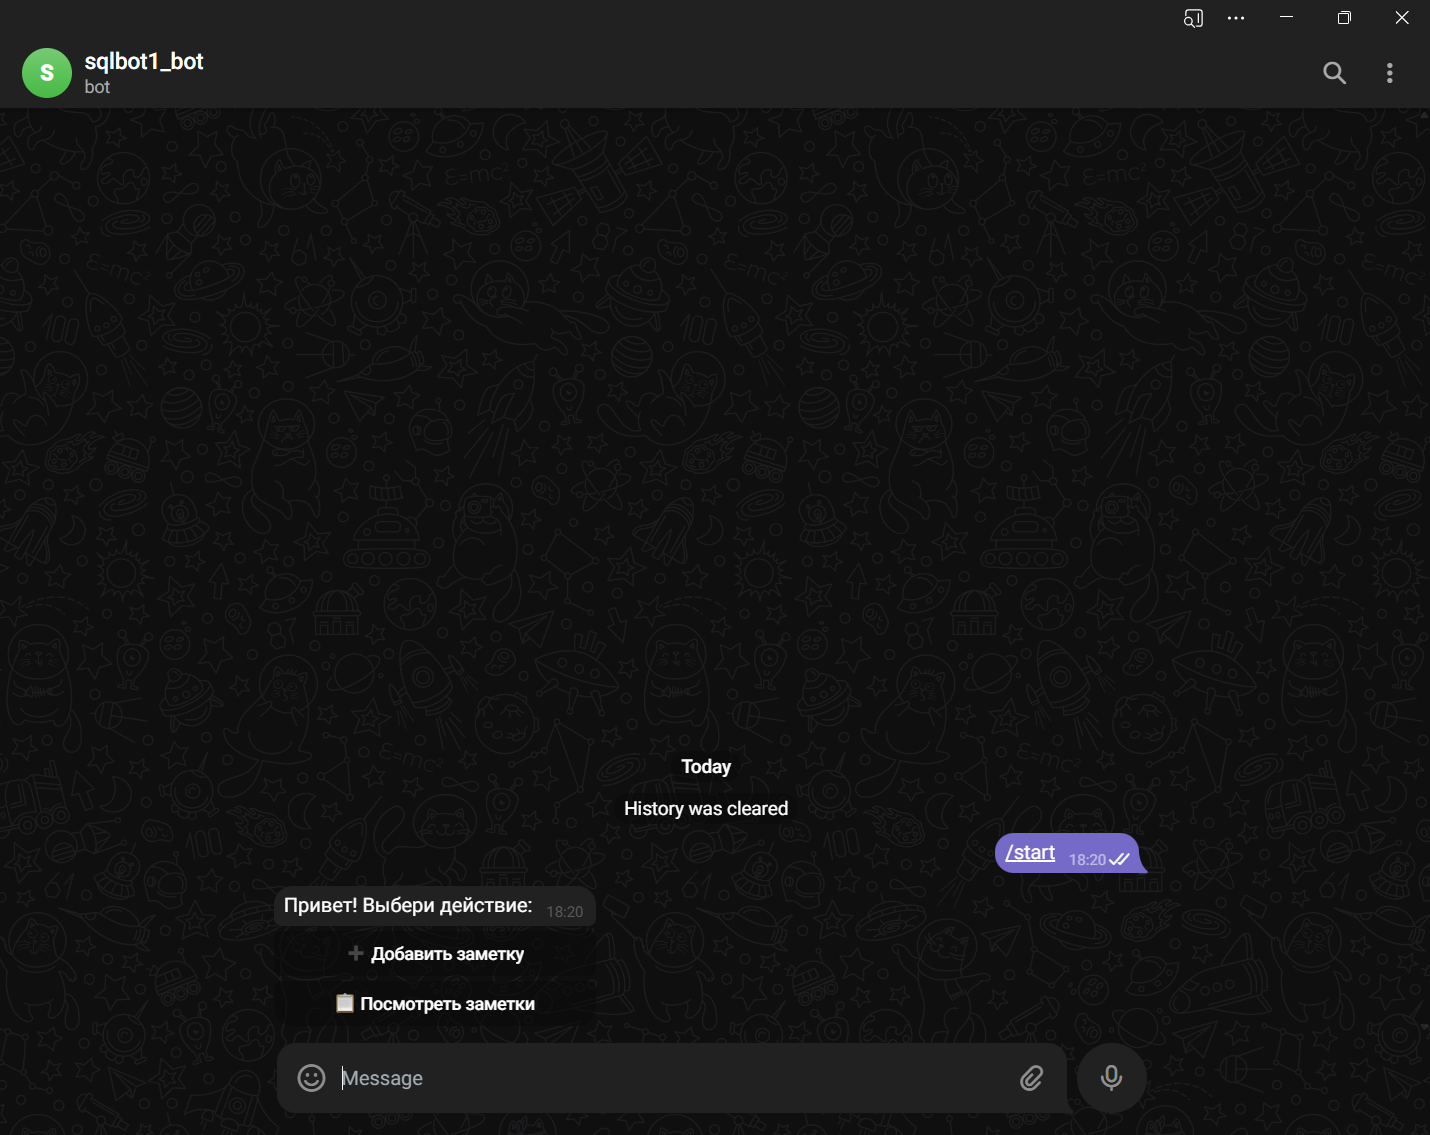 S
sqlbot1_bot
bot
Today
History was cleared
/start 18:20
Привет! Выбери действие: 18:20
➕ Добавить заметку
📋 Посмотреть заметки
Message